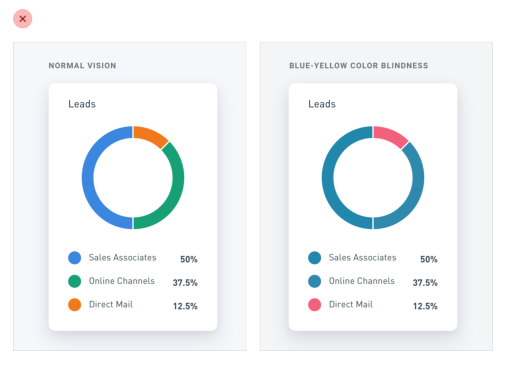 NORMAL VISION
Leads
Sales Associates 50%
Online Channels 37.5%
Direct Mail 12.5%
BLUE-YELLOW COLOR BLINDNESS
Leads
Sales Associates 50%
Online Channels 37.5%
Direct Mail 12.5%